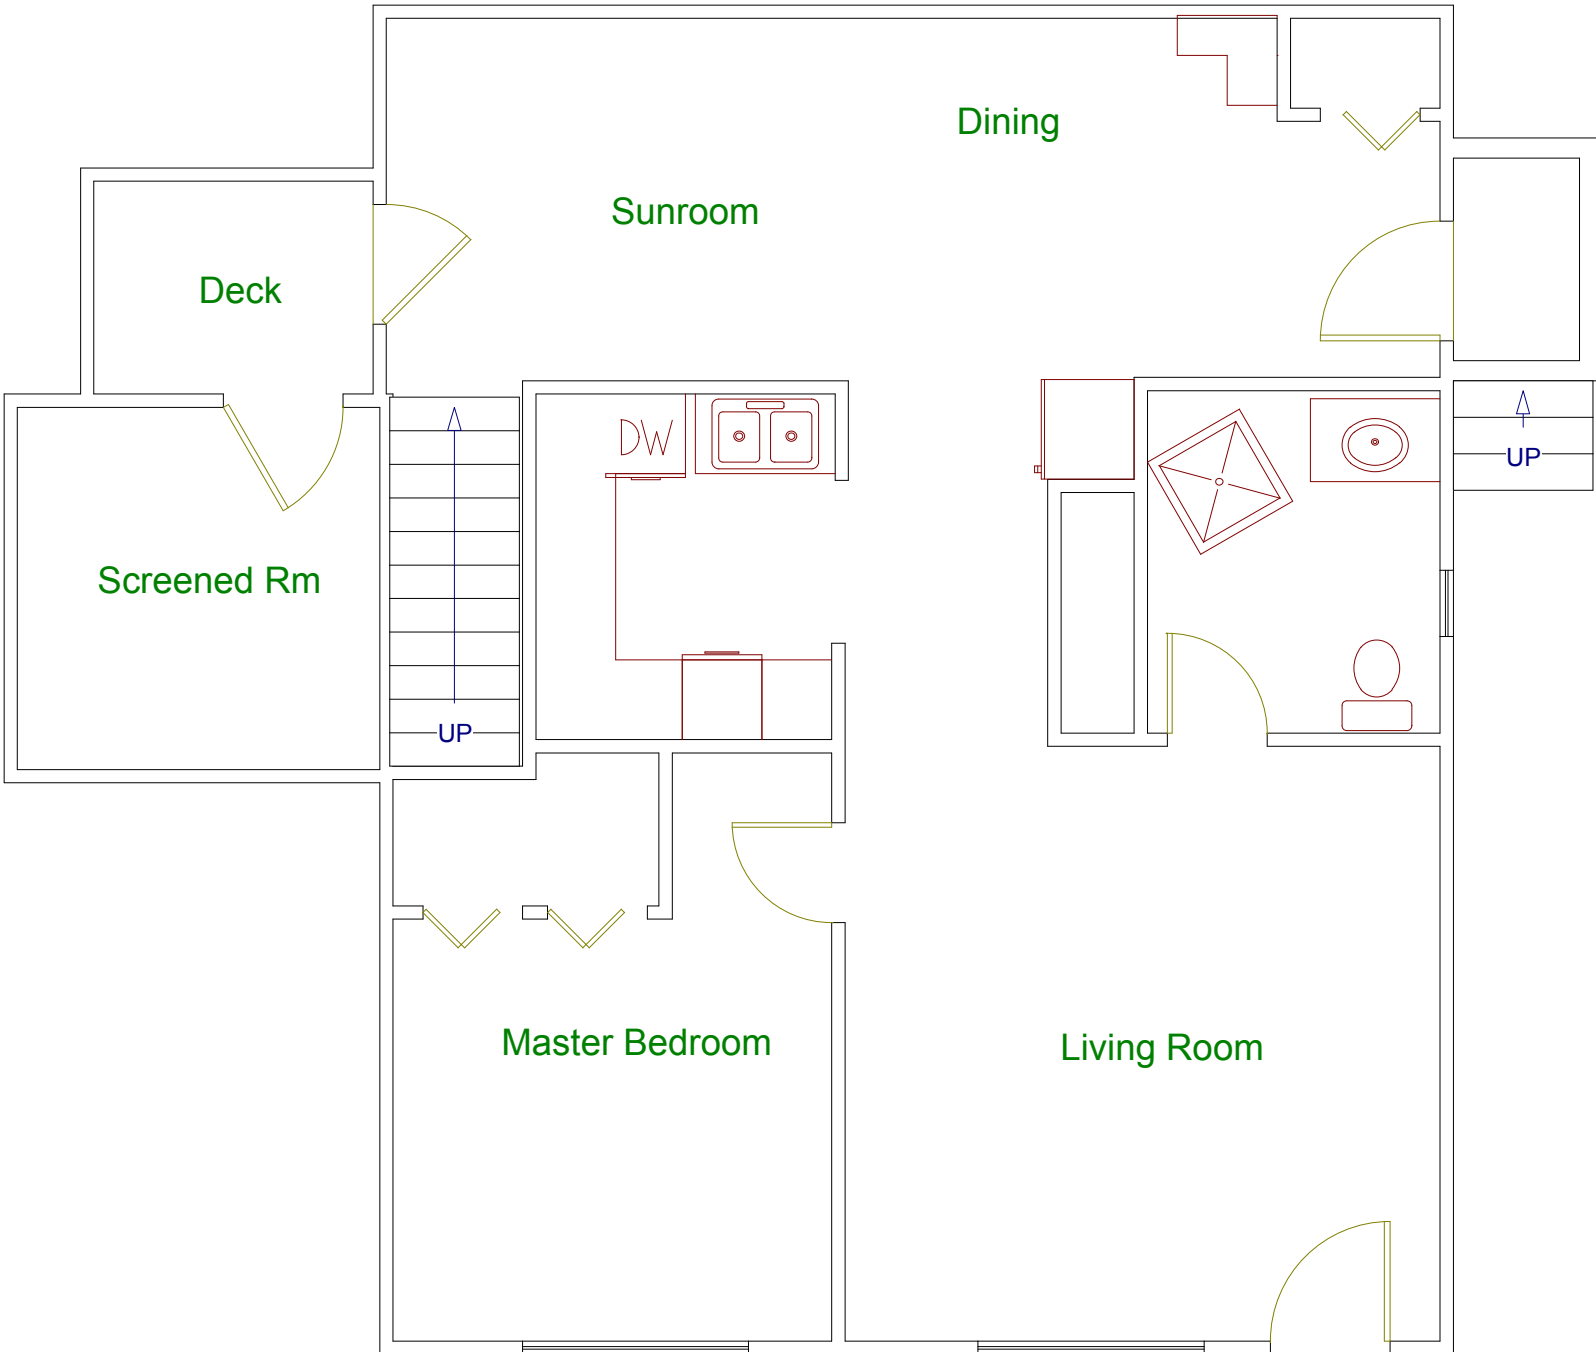 Dining
Sunroom
Deck
DW
UP
Screened Rm
UP
Master Bedroom
Living Room